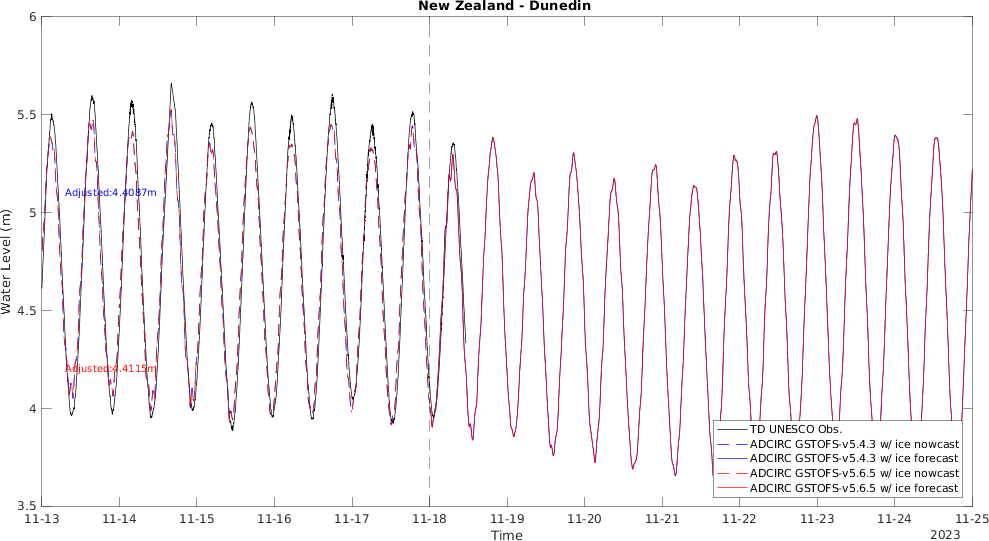 New Zealand - Dunedin
Water Level (m)
6
5.5
5
4.5
4
3.5
Adjusted:4.4087m
Adjusted:4.4115m
TD UNESCO Obs.
ADCIRC GSTOFS-v5.4.3 w/ ice nowcast
ADCIRC GSTOFS-v5.4.3 w/ ice forecast
ADCIRC GSTOFS-v5.6.5 w/ ice nowcast
ADCIRC GSTOFS-v5.6.5 w/ ice forecast
11-13 11-14 11-15 11-16 11-17 11-18 11-19 11-20 11-21 11-22 11-23 11-24 11-25
Time
2023